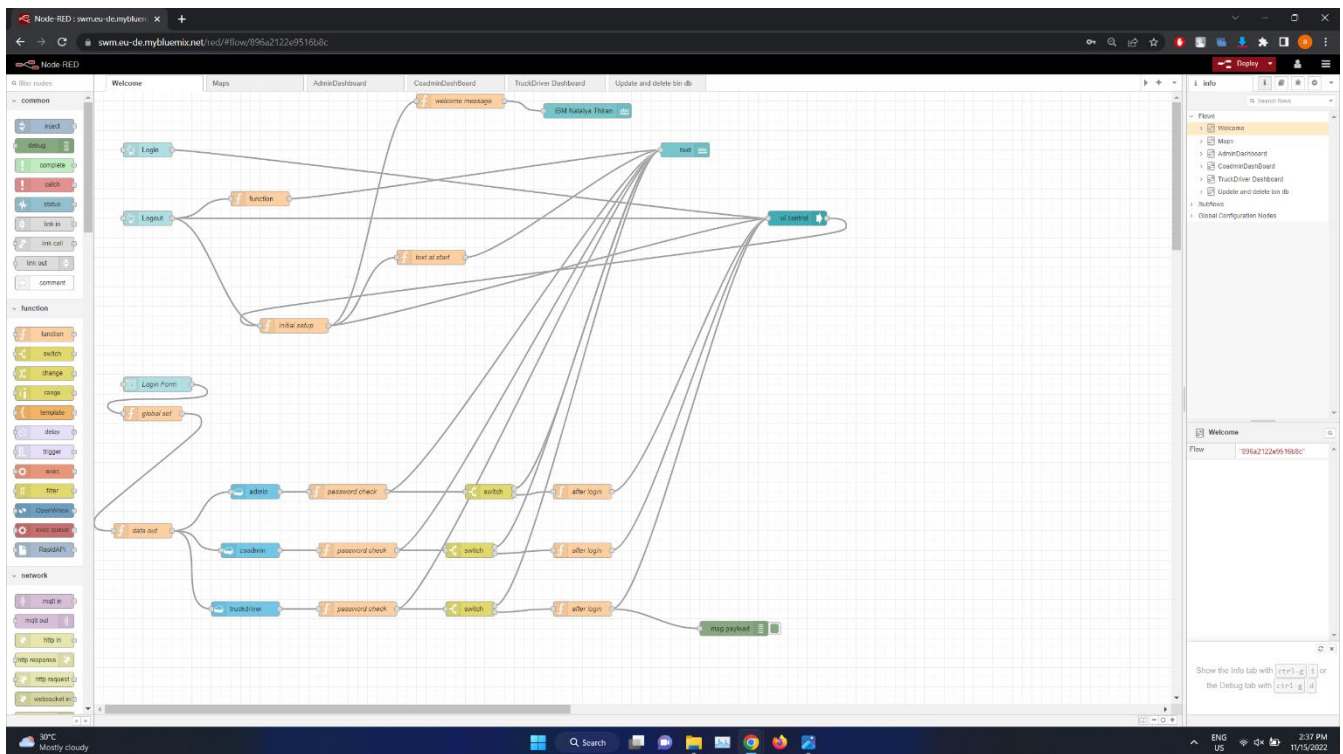 Node-RED : swm.eu-de.mybluem
swm.eu-de.mybluemix.net/red/#flow/896a2122e9516b8c
Node-RED
Deploy
filter nodes
Welcome
Maps
AdminDashboard
CoadminDashBoard
TruckDriver Dashboard
Update and delete bin db
info
Search flows
common
inject
debug
complete
catch
status
link in
link call
link out
comment
function
function
switch
change
range
template
delay
trigger
exec
filter
OpenWhisk
exec queue
RapidAPI
network
mqtt in
mqtt out
http in
http response
http request
websocket in
welcome message
IBM Nalaiya Thiran
Login
text
function
Logout
ui control
text at start
initial setup
Login Form
global set
admin
password check
switch
after login
data out
coadmin
password check
switch
after login
truckdriver
password check
switch
after login
msg.payload
Flows
Welcome
Maps
AdminDashboard
CoadminDashBoard
TruckDriver Dashboard
Update and delete bin db
Subflows
Global Configuration Nodes
Welcome
Flow "896a2122e9516b8c"
Show the Info tab with ctrl-g i or
the Debug tab with ctrl-g d
30°C
Mostly cloudy
Search
ENG
US
2:37 PM
11/15/2023